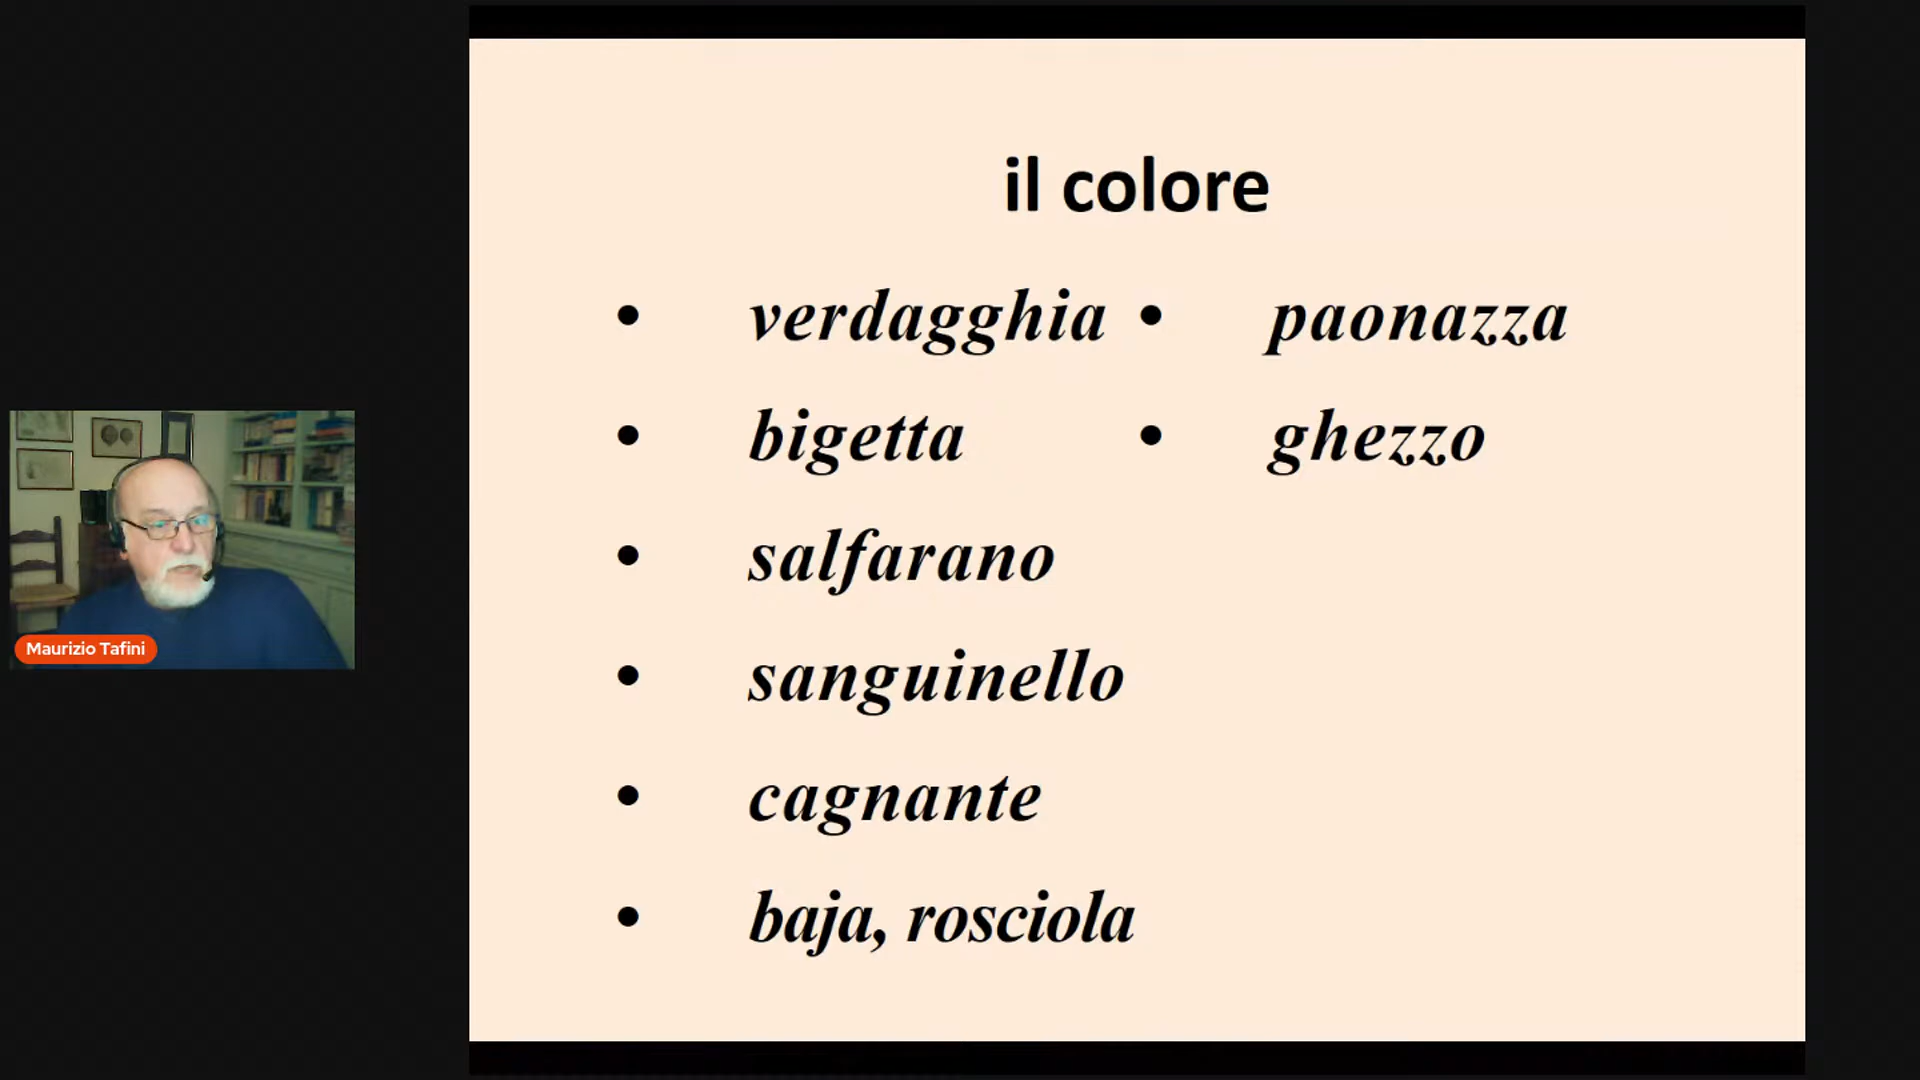 il colore
• verdagghia
• bigetta
• salfarano
• sanguinello
• cagnante
• baja, rosciola
• paonazza
• ghezzo
Maurizio Tafini